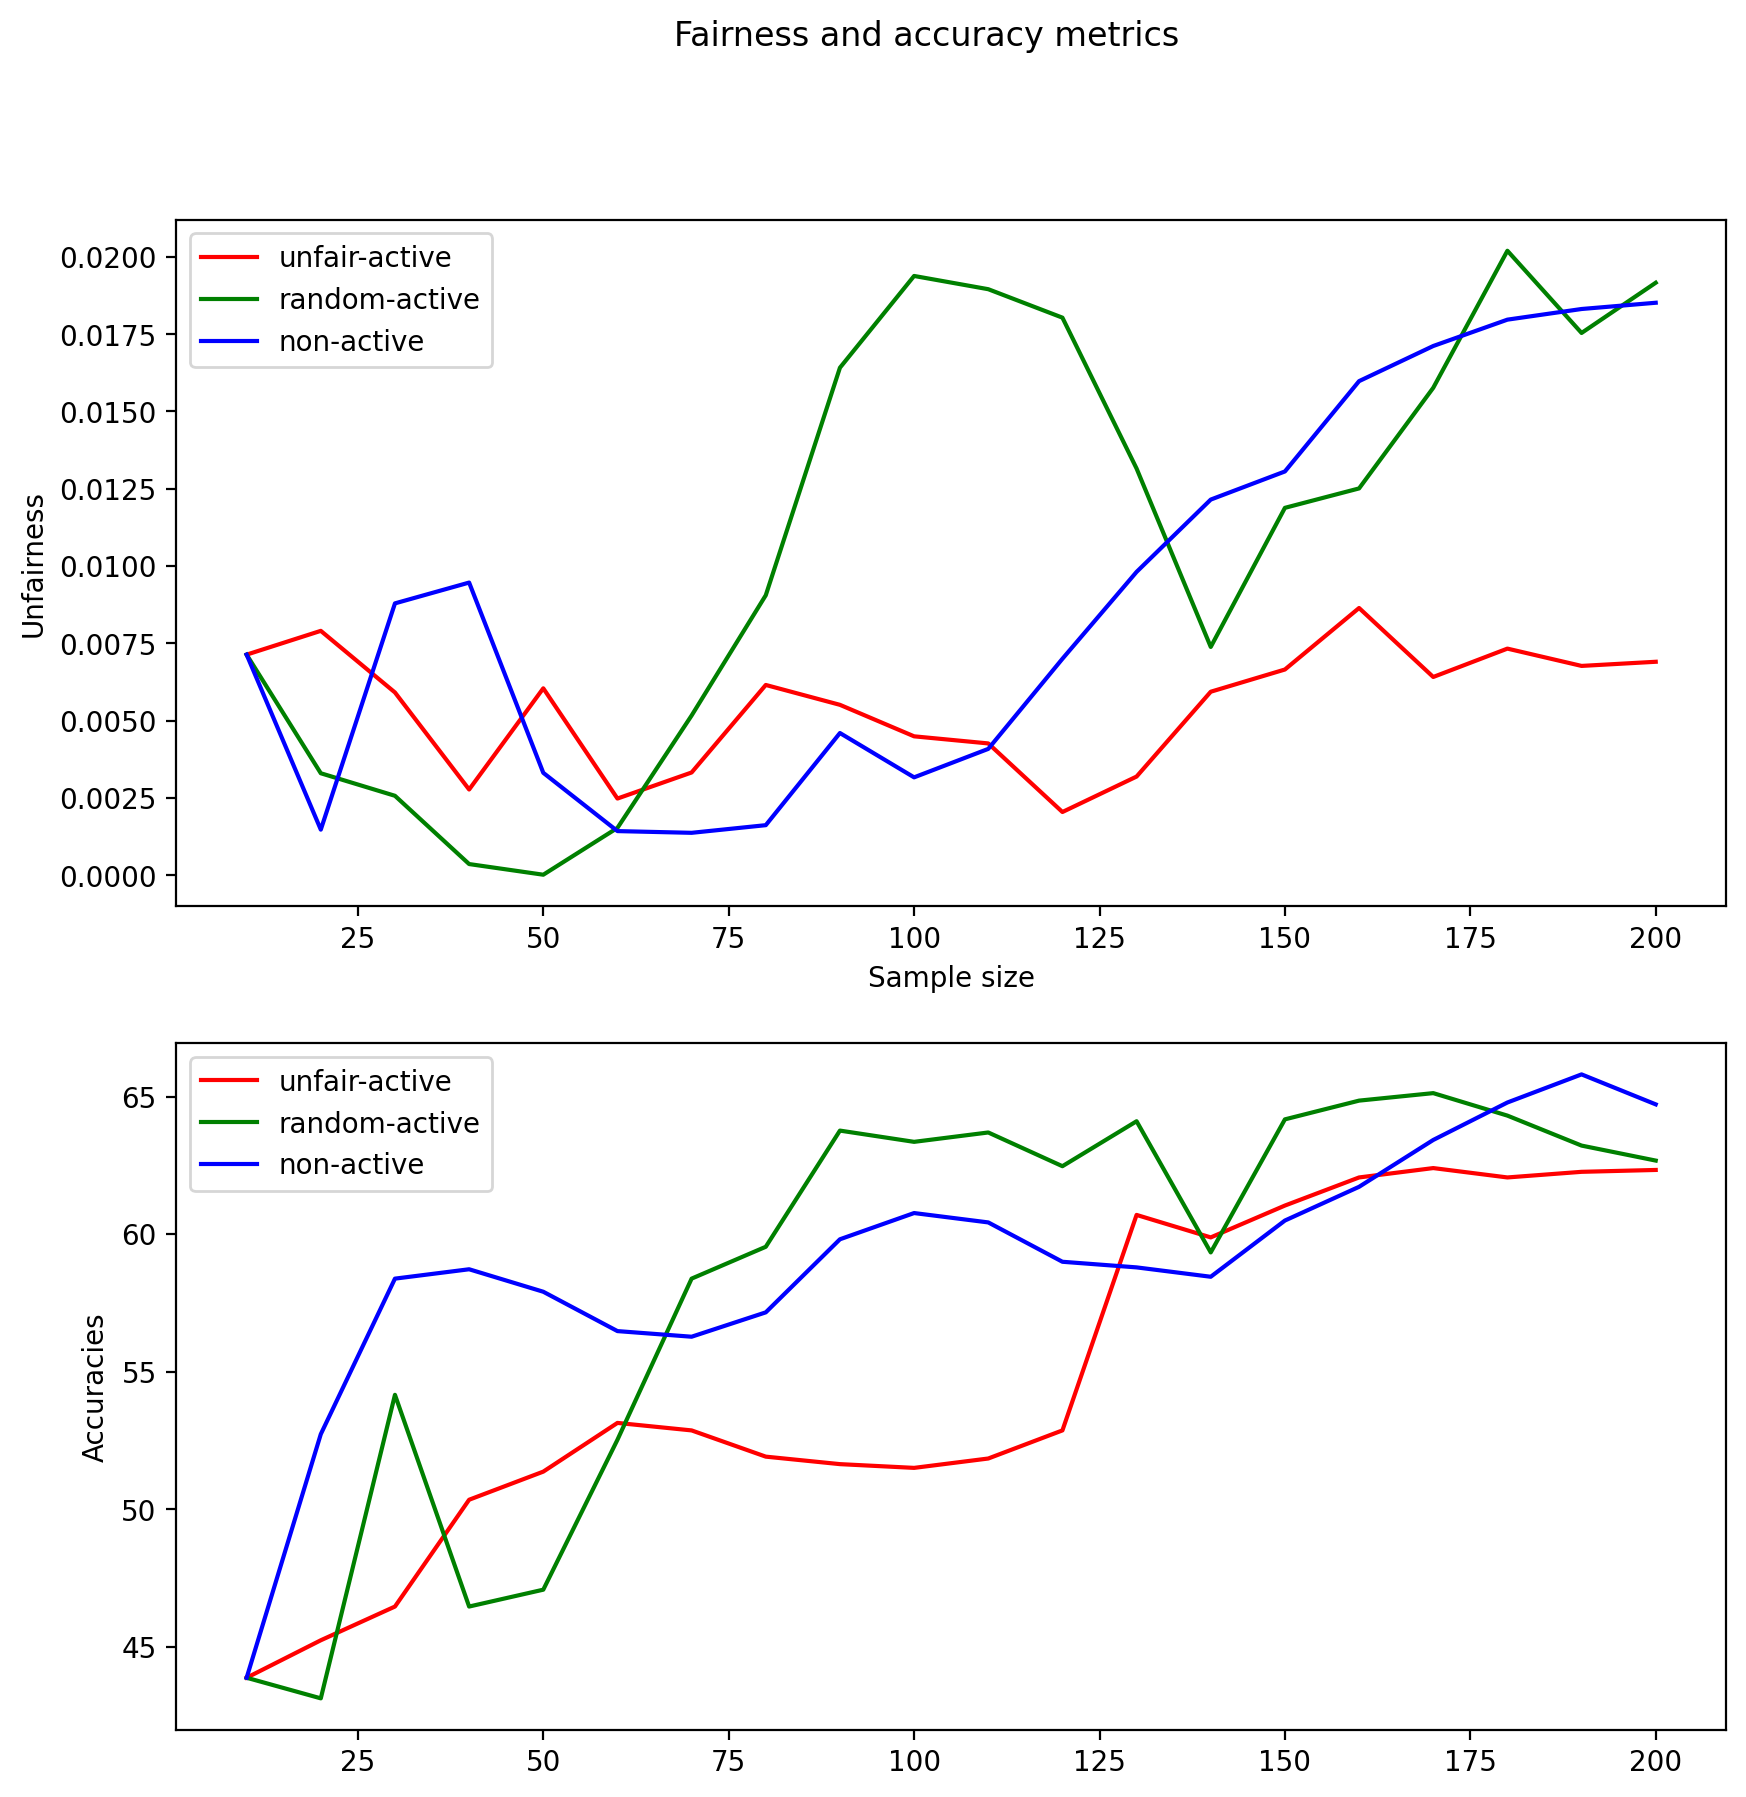 Fairness and accuracy metrics
unfair-active
random-active
non-active
0.0200
0.0175
0.0150
0.0125
0.0100
0.0075
0.0050
0.0025
0.0000
Unfairness
25 50 75 100 125 150 175 200
Sample size
unfair-active
random-active
non-active
65
60
55
50
45
Accuracies
25 50 75 100 125 150 175 200